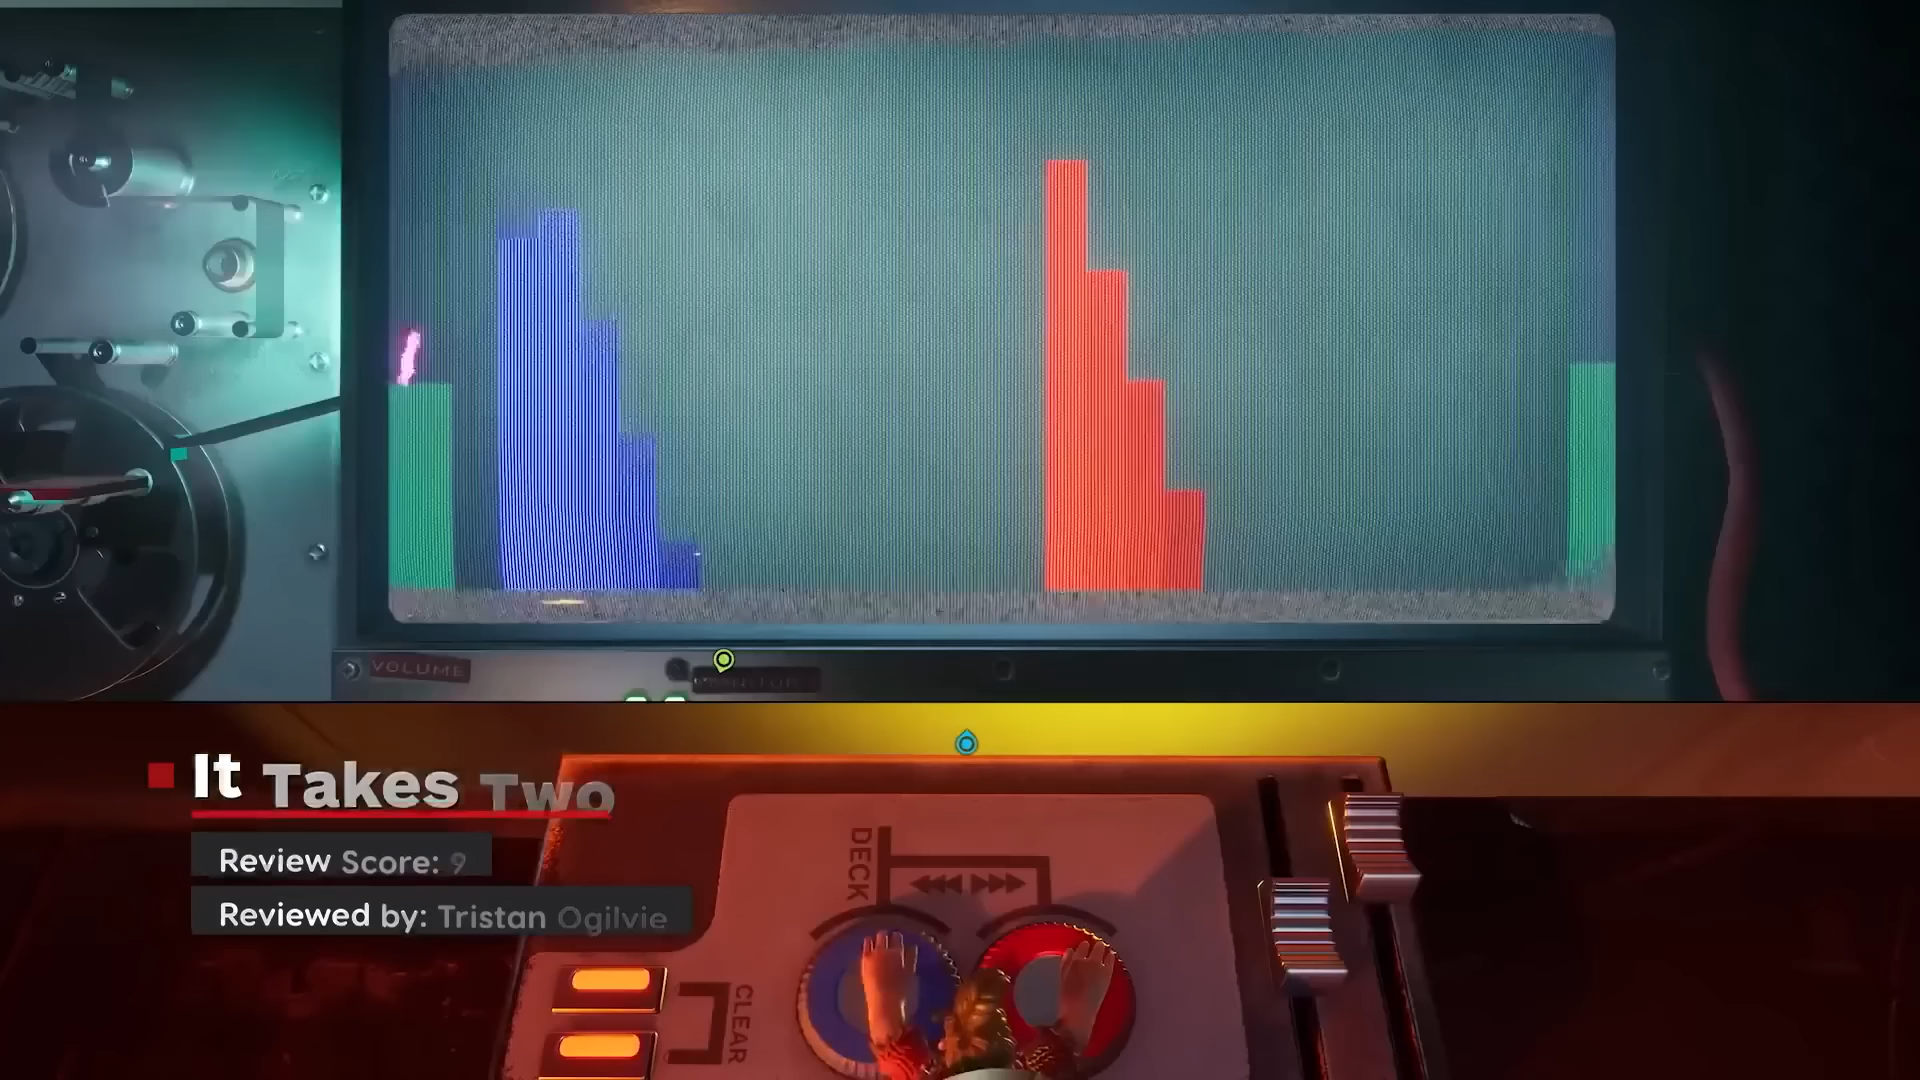 VOLUME
It Takes Two
Review Score: 9
Reviewed by: Tristan Ogilvie
DECK
CLEAR